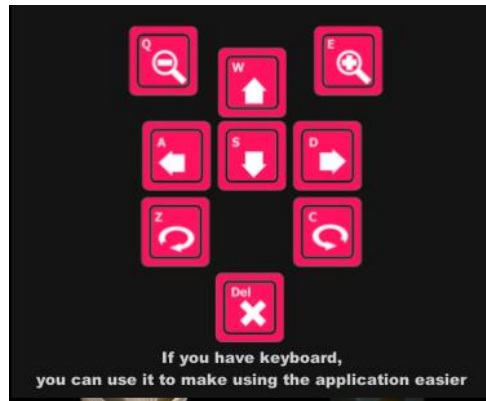 Q
E
W
A
S
D
Z
C
Del
If you have keyboard,
you can use it to make using the application easier